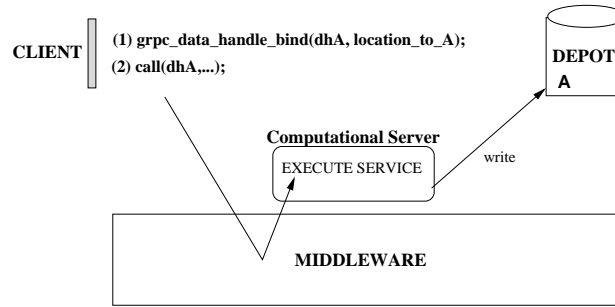 CLIENT
(1) grpc_data_handle_bind(dhA, location_to_A);
(2) call(dhA,...);
DEPOT
A
Computational Server
EXECUTE SERVICE
write
MIDDLEWARE